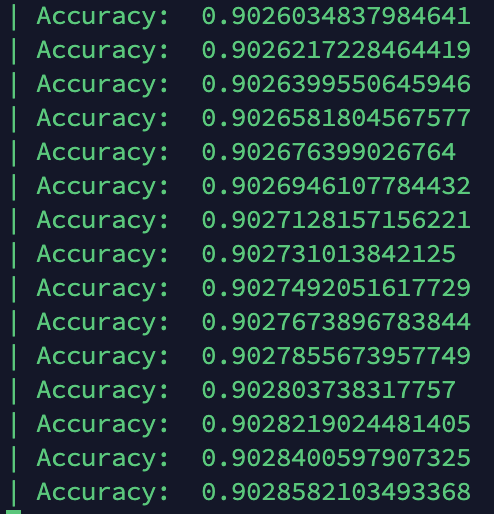 | Accuracy:  0.9026034837984641
| Accuracy:  0.9026217228464419
| Accuracy:  0.9026399550645946
| Accuracy:  0.9026581804567577
| Accuracy:  0.902676399026764
| Accuracy:  0.9026946107784432
| Accuracy:  0.9027128157156221
| Accuracy:  0.902731013842125
| Accuracy:  0.9027492051617729
| Accuracy:  0.9027673896783844
| Accuracy:  0.9027855673957749
| Accuracy:  0.902803738317757
| Accuracy:  0.9028219024481405
| Accuracy:  0.9028400597907325
| Accuracy:  0.9028582103493368